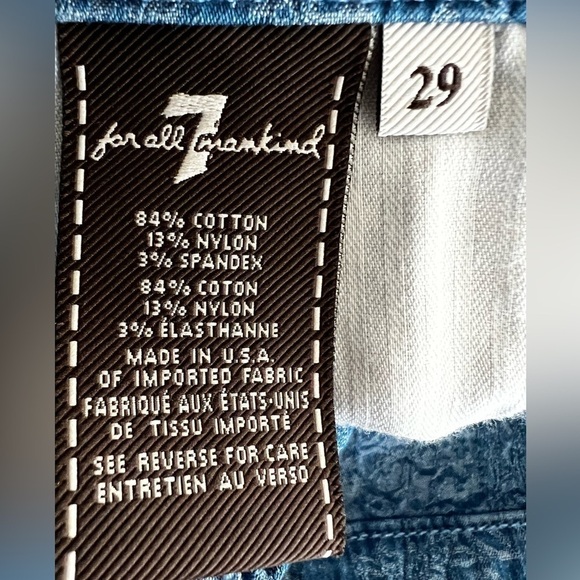 29
for all 7 mankind
84% COTTON
13% NYLON
3% SPANDEX
84% COTON
13% NYLON
3% ÉLASTHANNE
MADE IN U.S.A.
OF IMPORTED FABRIC
FABRIQUÉ AUX ÉTATS-UNIS
DE TISSU IMPORTÉ
SEE REVERSE FOR CARE
ENTRETIEN AU VERSO